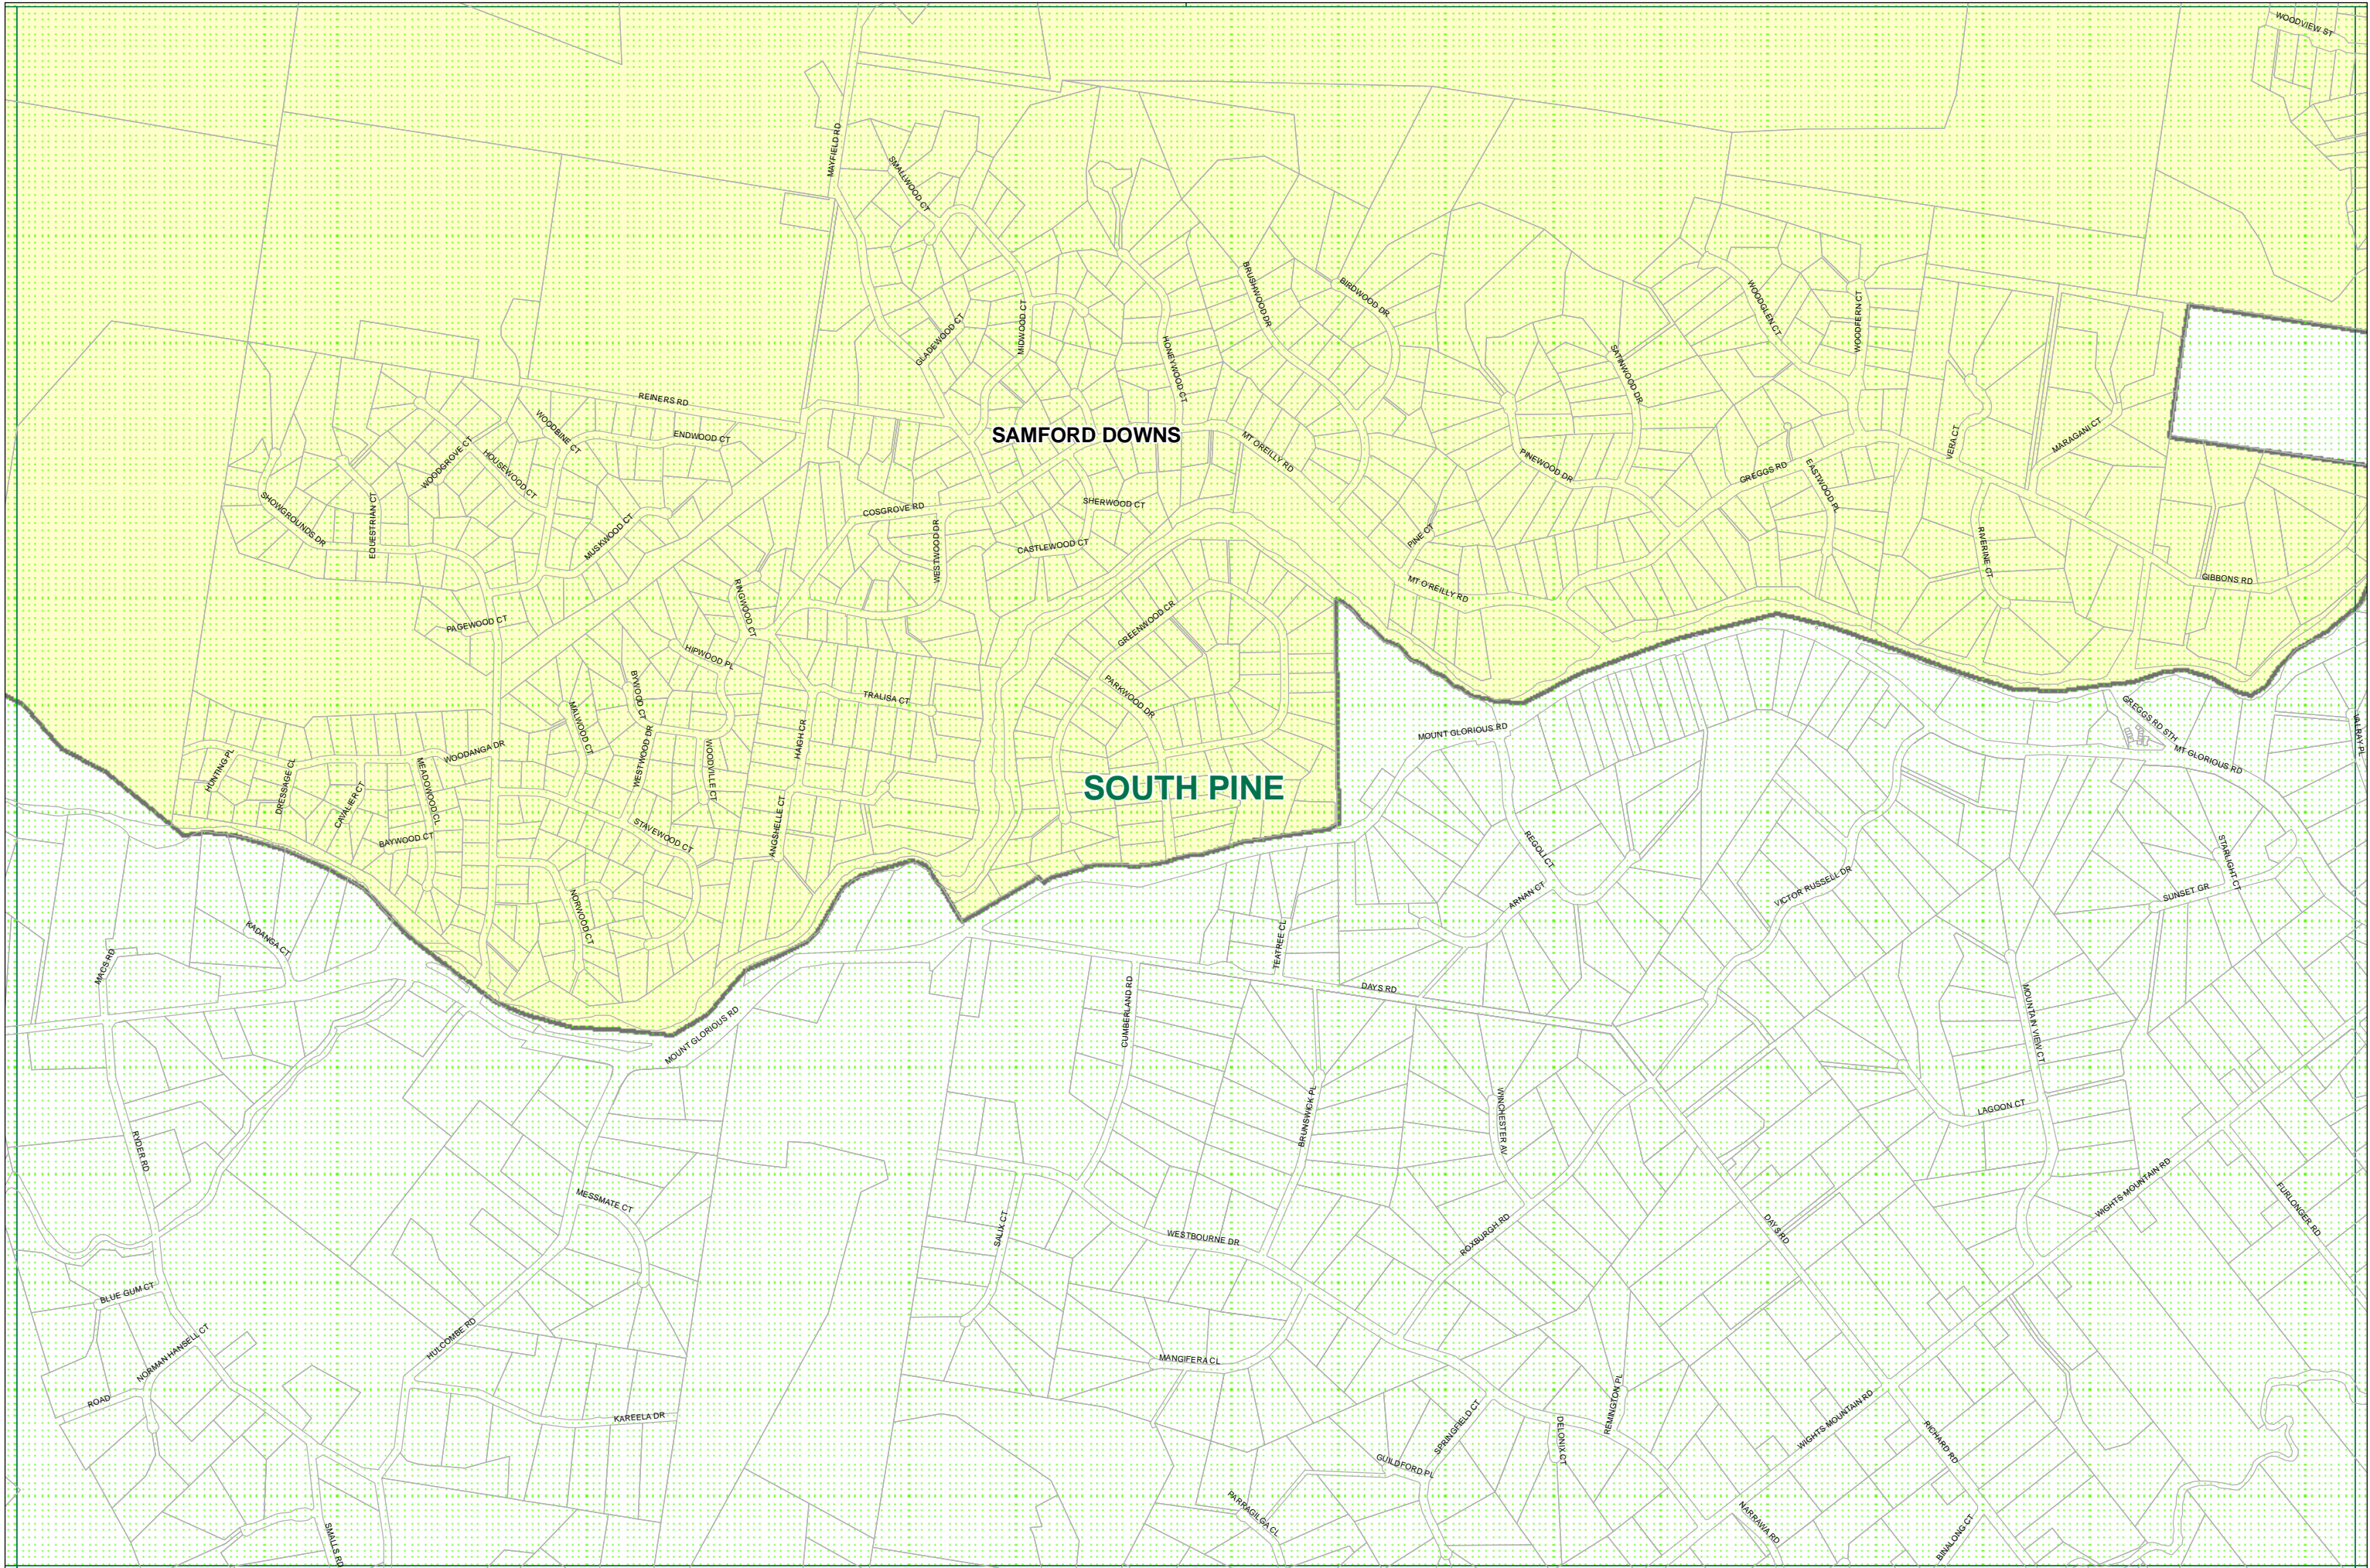 WOODVIEW ST
MAYFIELD RD
SMALLWOOD CT
BRUSHWOOD DR
BIRDWOOD DR
WOODGLEN CT
WOODFERN CT
GLADEWOOD CT
MIDWOOD CT
HONEYWOOD CT
SATINWOOD DR
REINERS RD
WOODBINE CT
ENDWOOD CT
SAMFORD DOWNS
MT OREILLY RD
VERA CT
MARAGANI CT
WOODGROVE CT
HOUSEWOOD CT
PINEWOOD DR
GREGGS RD
EASTWOOD PL
SHOWGROUNDS DR
EQUESTRIAN CT
MUSKWOOD CT
COSGROVE RD
SHERWOOD CT
WESTWOOD DR
CASTLEWOOD CT
PINE CT
RIVERINE CT
RINGWOOD CT
MT O'REILLY RD
GIBBONS RD
PAGEWOOD CT
GREENWOOD CR
HIPWOOD PL
BYWOOD CT
TRALISA CT
PARKWOOD DR
MALWOOD CT
HAIGH CR
MOUNT GLORIOUS RD
GREGGS RD STH
VALRAY PL
HUNTING PL
WOODANGA DR
WESTWOOD DR
WOODVILLE CT
MT GLORIOUS RD
DRESSAGE CL
MEADOWOOD CL
SOUTH PINE
CAVALIER CT
BAYWOOD CT
STAVEWOOD CT
ANGSHELLE CT
REGOLI CT
STARLIGHT CT
ARNAN CT
VICTOR RUSSELL DR
SUNSET GR
NORWOOD CT
KADANGA CT
TEATREE CL
MACS RD
DAYS RD
CUMBERLAND RD
MOUNTAIN VIEW CT
MOUNT GLORIOUS RD
BRUNSWICK PL
WINCHESTER AV
LAGOON CT
RYDER RD
WIGHTS MOUNTAIN RD
MESSMATE CT
SALIX CT
WESTBOURNE DR
ROXBURGH RD
DAYS RD
FURLONGER RD
BLUE GUM CT
HULCOMBE RD
NORMAN HANSELL CT
MANGIFERA CL
ROAD
KAREELA DR
SPRINGFIELD CT
DELONIX CT
REMINGTON PL
WIGHTS MOUNTAIN RD
RICHARD RD
GUILDFORD PL
PARRAGILGA CL
NARRAWA RD
BINALONG CT
SMALLS RD